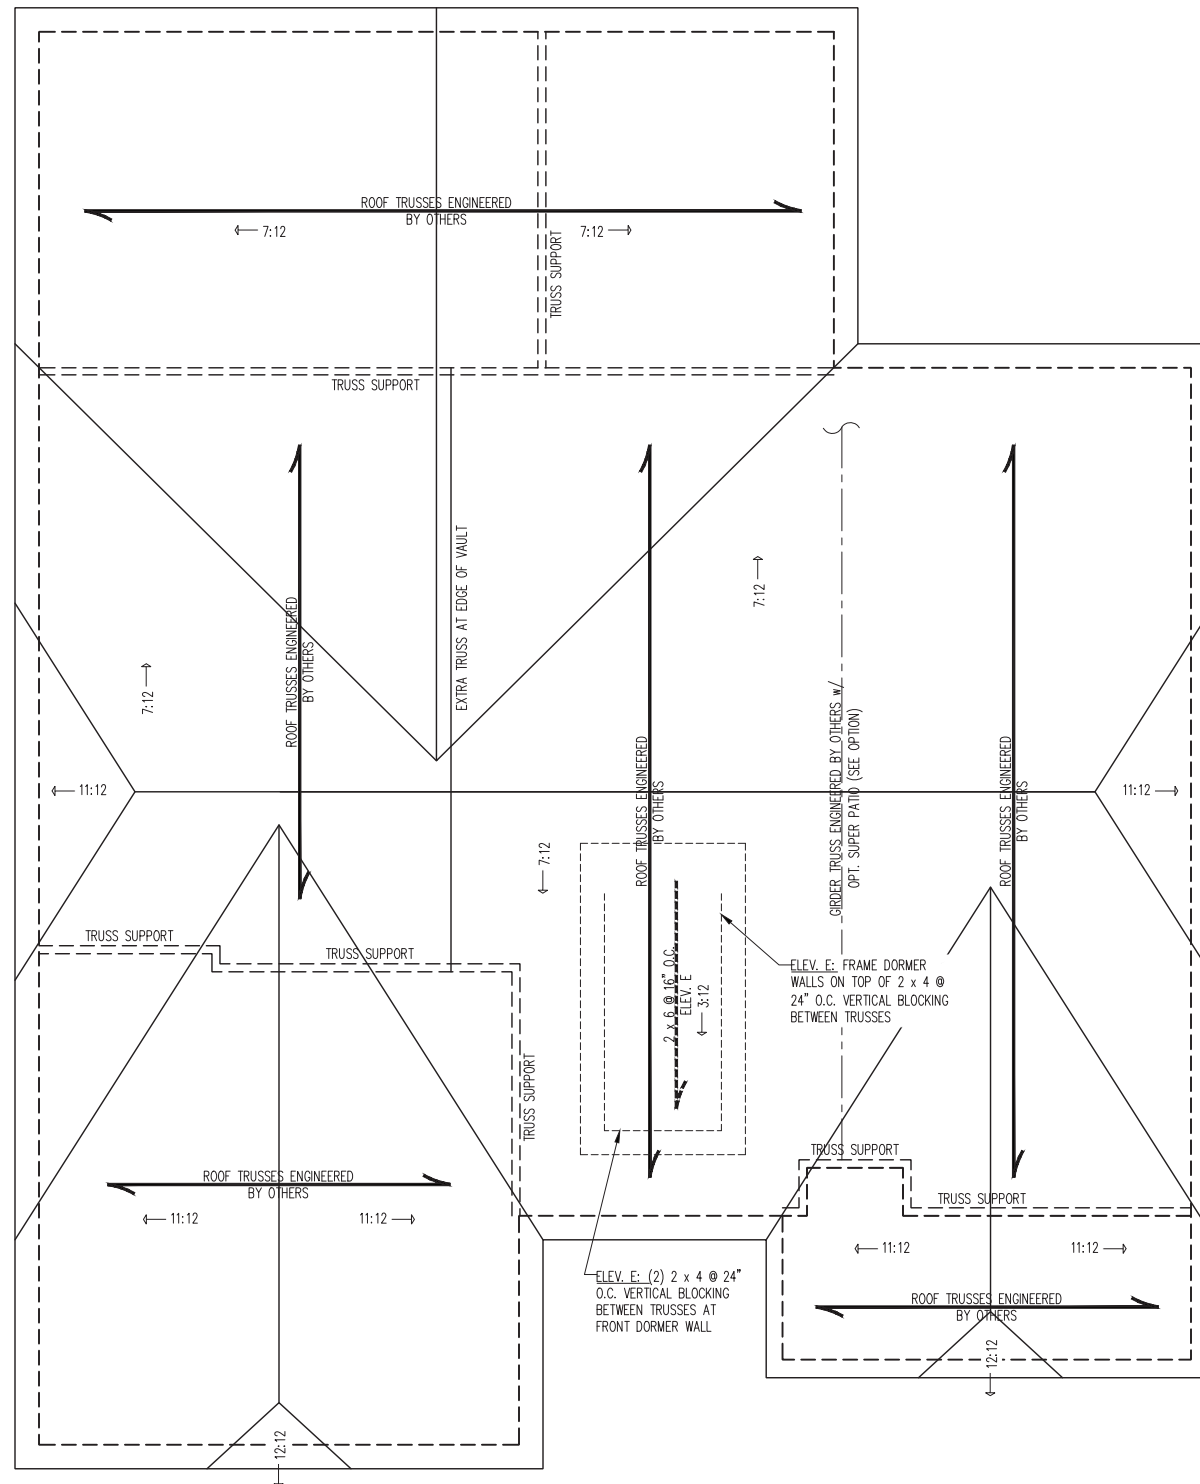 ROOF TRUSSES ENGINEERED
BY OTHERS
7:12
7:12
TRUSS SUPPORT
TRUSS SUPPORT
EXTRA TRUSS AT EDGE OF VAULT
7:12
ROOF TRUSSES ENGINEERED
BY OTHERS
7:12
GIRDER TRUSS ENGINEERED BY OTHERS w/
OPT. SUPER PATIO (SEE OPTION)
ROOF TRUSSES ENGINEERED
BY OTHERS
ROOF TRUSSES ENGINEERED
BY OTHERS
11:12
11:12
7:12
TRUSS SUPPORT
TRUSS SUPPORT
2 x 6 @ 16" O.C.
ELEV. E
3:12
ELEV. E: FRAME DORMER
WALLS ON TOP OF 2 x 4 @
24" O.C. VERTICAL BLOCKING
BETWEEN TRUSSES
TRUSS SUPPORT
TRUSS SUPPORT
ROOF TRUSSES ENGINEERED
BY OTHERS
11:12
11:12
TRUSS SUPPORT
11:12
11:12
ELEV. E: (2) 2 x 4 @ 24"
O.C. VERTICAL BLOCKING
BETWEEN TRUSSES AT
FRONT DORMER WALL
ROOF TRUSSES ENGINEERED
BY OTHERS
12:12
12:12